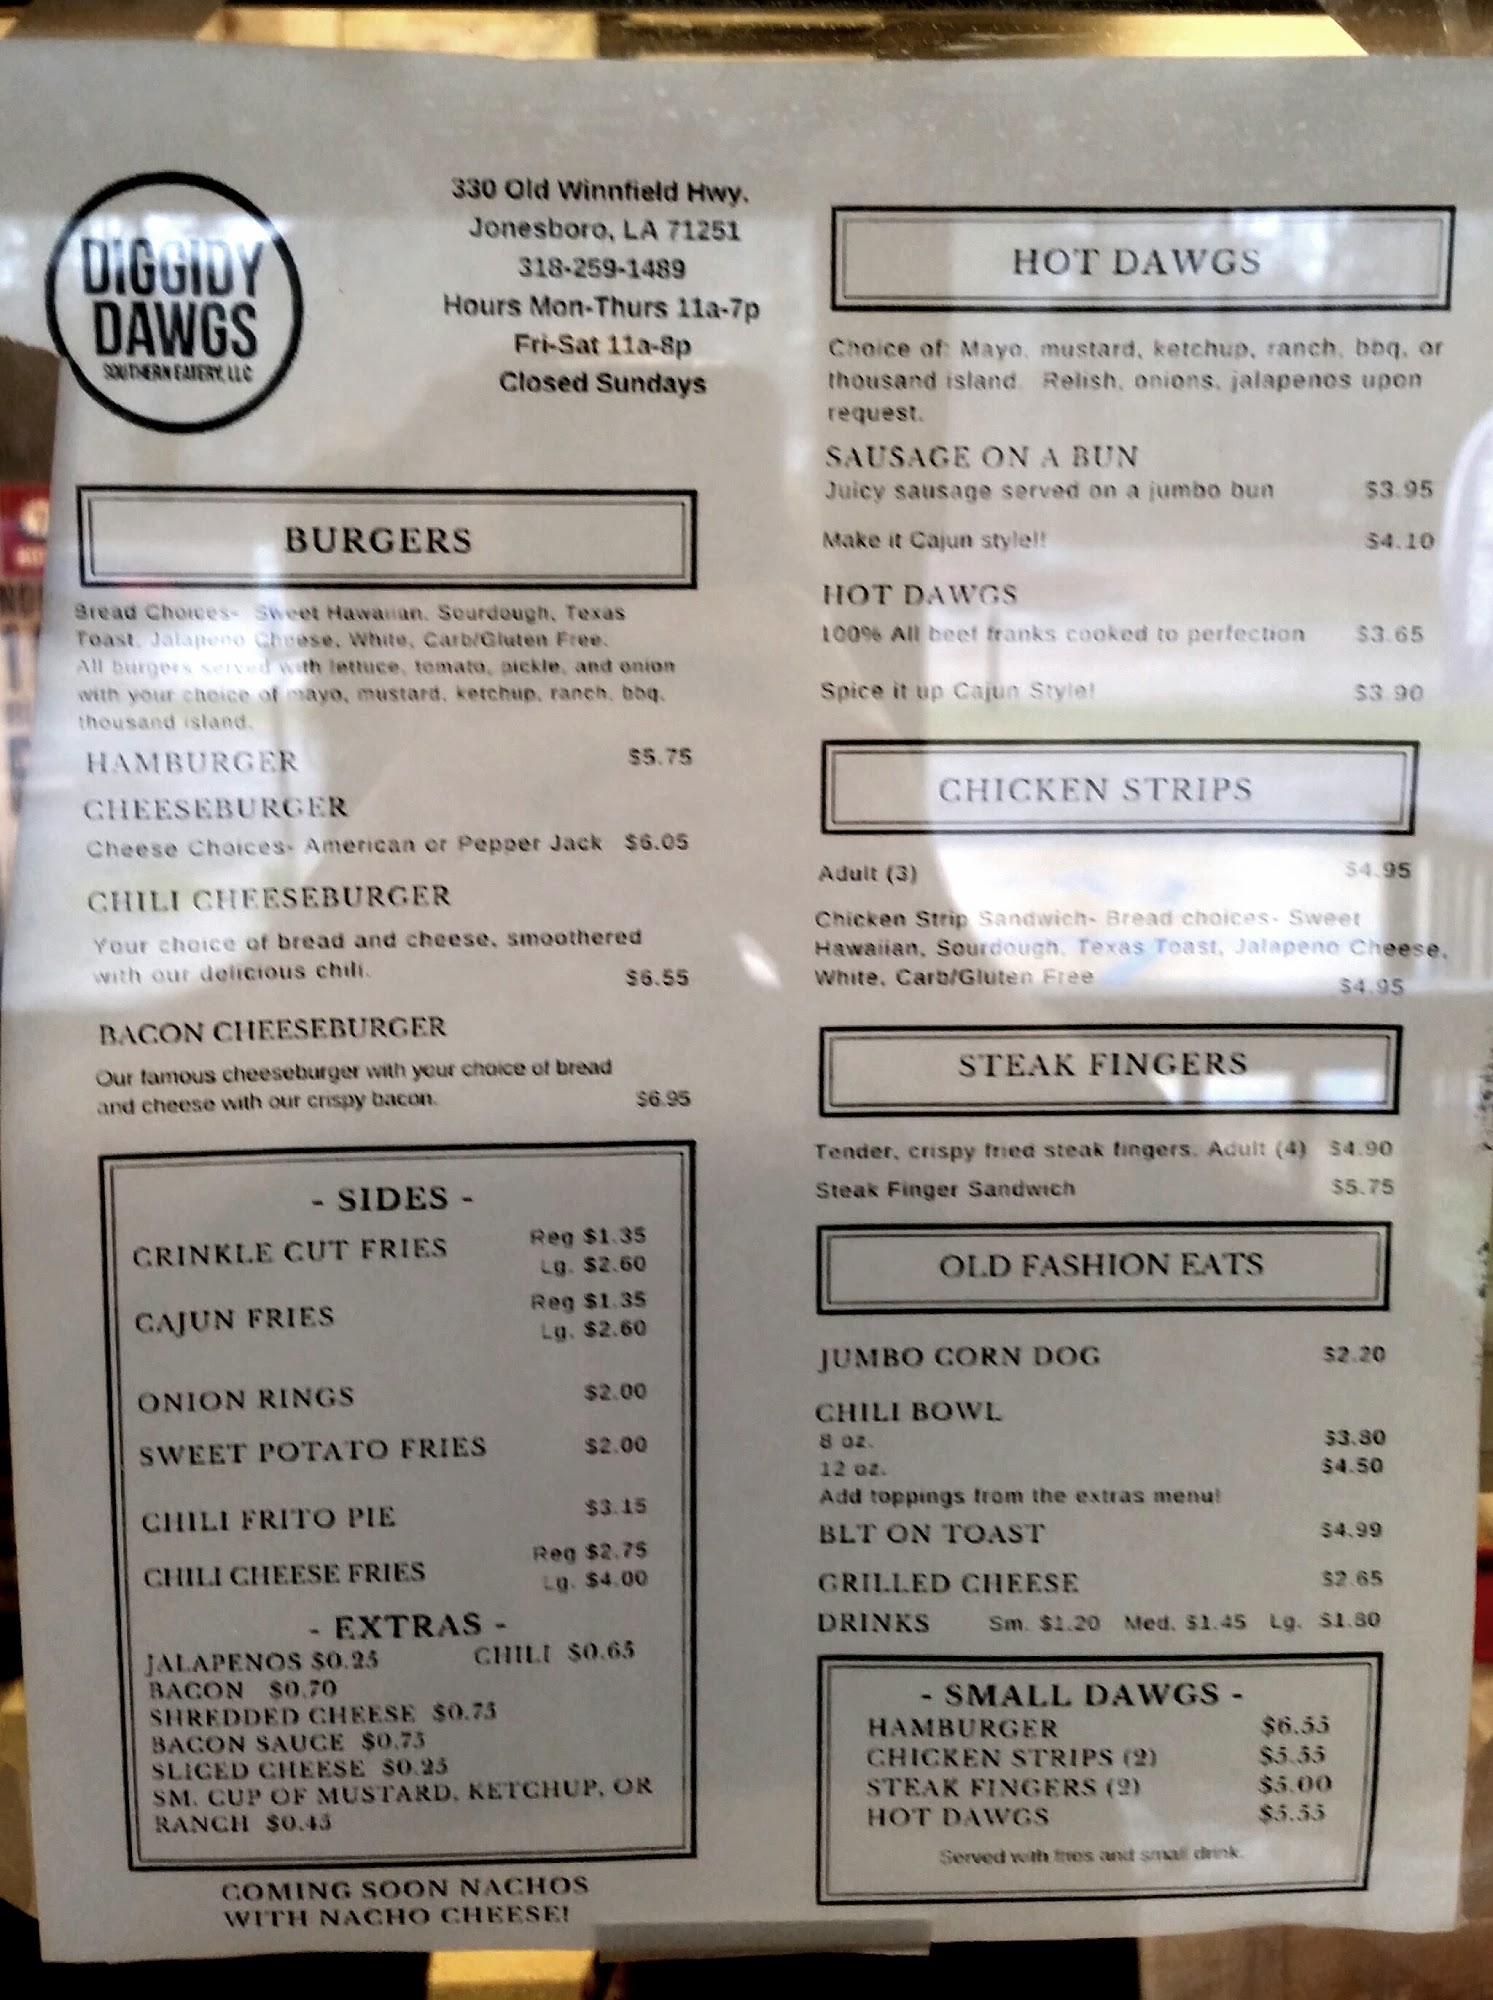 DIGGIDY
DAWGS
SOUTHERN EATERY, LLC
330 Old Winnfield Hwy.
Jonesboro, LA 71251
318-259-1489
Hours Mon-Thurs 11a-7p
Fri-Sat 11a-8p
Closed Sundays
BURGERS
Bread Choices- Sweet Hawaiian, Sourdough, Texas
Toast, Jalapeno Cheese, White, Carb/Gluten Free.
All burgers served with lettuce, tomato, pickle, and onion
with your choice of mayo, mustard, ketchup, ranch, bbq,
thousand island.
HAMBURGER $5.75
CHEESEBURGER
Cheese Choices- American or Pepper Jack $6.05
CHILI CHEESEBURGER
Your choice of bread and cheese, smoothered
with our delicious chili. $6.55
BACON CHEESEBURGER
Our famous cheeseburger with your choice of bread
and cheese with our crispy bacon. $6.95
- SIDES -
CRINKLE CUT FRIES Reg $1.35
Lg. $2.60
CAJUN FRIES Reg $1.35
Lg. $2.60
ONION RINGS $2.00
SWEET POTATO FRIES $2.00
CHILI FRITO PIE $3.15
CHILI CHEESE FRIES Reg $2.75
Lg. $4.00
- EXTRAS -
JALAPENOS $0.25 CHILI $0.65
BACON $0.70
SHREDDED CHEESE $0.75
BACON SAUCE $0.75
SLICED CHEESE $0.25
SM. CUP OF MUSTARD, KETCHUP, OR
RANCH $0.45
COMING SOON NACHOS
WITH NACHO CHEESE!
HOT DAWGS
Choice of: Mayo, mustard, ketchup, ranch, bbq, or
thousand island. Relish, onions, jalapenos upon
request.
SAUSAGE ON A BUN
Juicy sausage served on a jumbo bun $3.95
Make it Cajun style!! $4.10
HOT DAWGS
100% All beef franks cooked to perfection $3.65
Spice it up Cajun Style! $3.90
CHICKEN STRIPS
Adult (3) $4.95
Chicken Strip Sandwich- Bread choices- Sweet
Hawaiian, Sourdough, Texas Toast, Jalapeno Cheese,
White, Carb/Gluten Free $4.95
STEAK FINGERS
Tender, crispy fried steak fingers. Adult (4) $4.90
Steak Finger Sandwich $5.75
OLD FASHION EATS
JUMBO CORN DOG $2.20
CHILI BOWL
8 oz. $3.80
12 oz. $4.50
Add toppings from the extras menu!
BLT ON TOAST $4.99
GRILLED CHEESE $2.65
DRINKS Sm. $1.20 Med. $1.45 Lg. $1.80
- SMALL DAWGS -
HAMBURGER $6.55
CHICKEN STRIPS (2) $5.55
STEAK FINGERS (2) $5.00
HOT DAWGS $5.55
Served with fries and small drink.